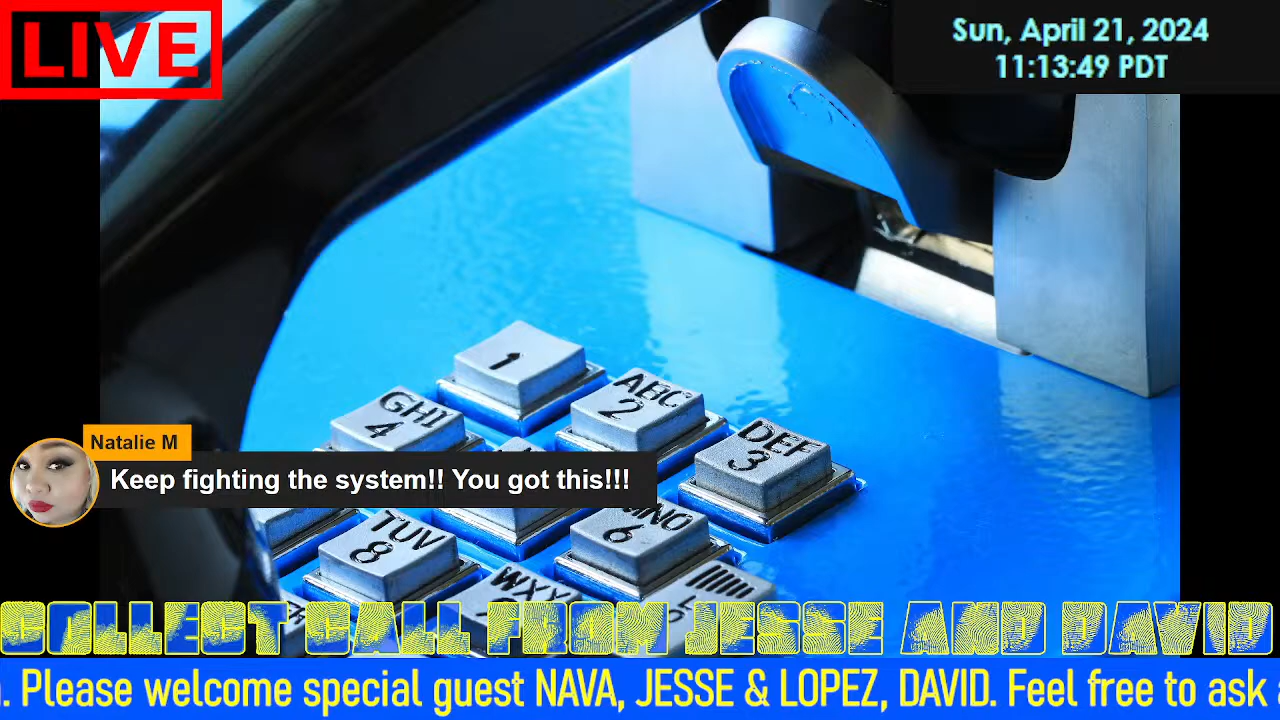 LIVE
Sun, April 21, 2024
11:13:49 PDT
1
ABC
2
DEF
3
GHI
4
Natalie M
Keep fighting the system!! You got this!!!
6
TUV
8
COLLECT CALL FROM JESSE AND DAVID
. Please welcome special guest NAVA, JESSE & LOPEZ, DAVID. Feel free to ask